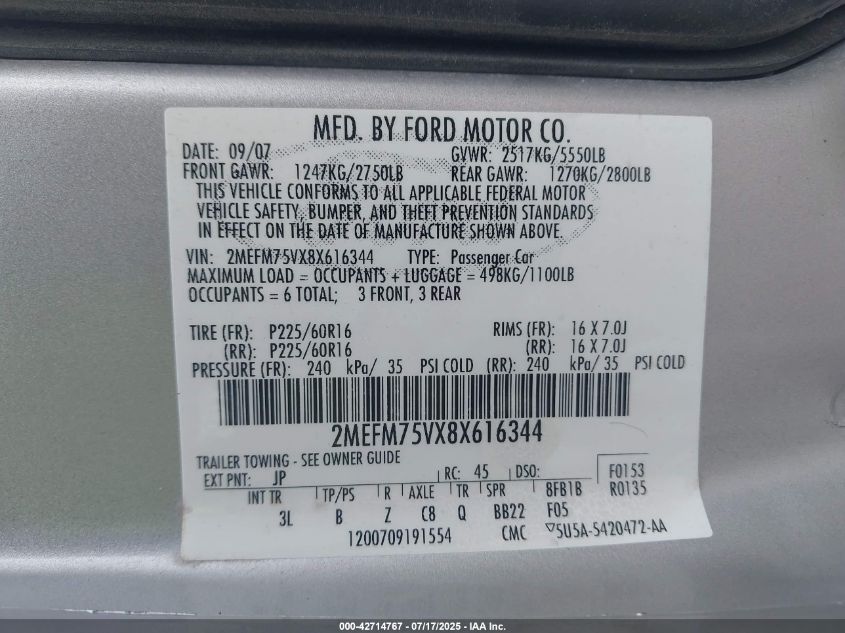 MFD. BY FORD MOTOR CO.
DATE: 09/07 GVWR: 2517KG/5550LB
FRONT GAWR: 1247KG/2750LB REAR GAWR: 1270KG/2800LB
THIS VEHICLE CONFORMS TO ALL APPLICABLE FEDERAL MOTOR
VEHICLE SAFETY, BUMPER, AND THEFT PREVENTION STANDARDS
IN EFFECT ON THE DATE OF MANUFACTURE SHOWN ABOVE.
VIN: 2MEFM75VX8X616344 TYPE: Passenger Car
MAXIMUM LOAD = OCCUPANTS + LUGGAGE = 498KG/1100LB
OCCUPANTS = 6 TOTAL; 3 FRONT, 3 REAR
TIRE (FR): P225/60R16 RIMS (FR): 16 X 7.0J
(RR): P225/60R16 (RR): 16 X 7.0J
PRESSURE (FR): 240 kPa/ 35 PSI COLD (RR): 240 kPa/ 35 PSI COLD
2MEFM75VX8X616344
TRAILER TOWING - SEE OWNER GUIDE
EXT PNT: JP RC: 45 DSO: F0153
INT TR TP/PS R AXLE TR SPR 8FB1B R0135
3L B Z C8 Q BB22 F05
1200709191554 CMC 5U5A-5420472-AA
000-42714767 - 07/17/2025 - IAA Inc.